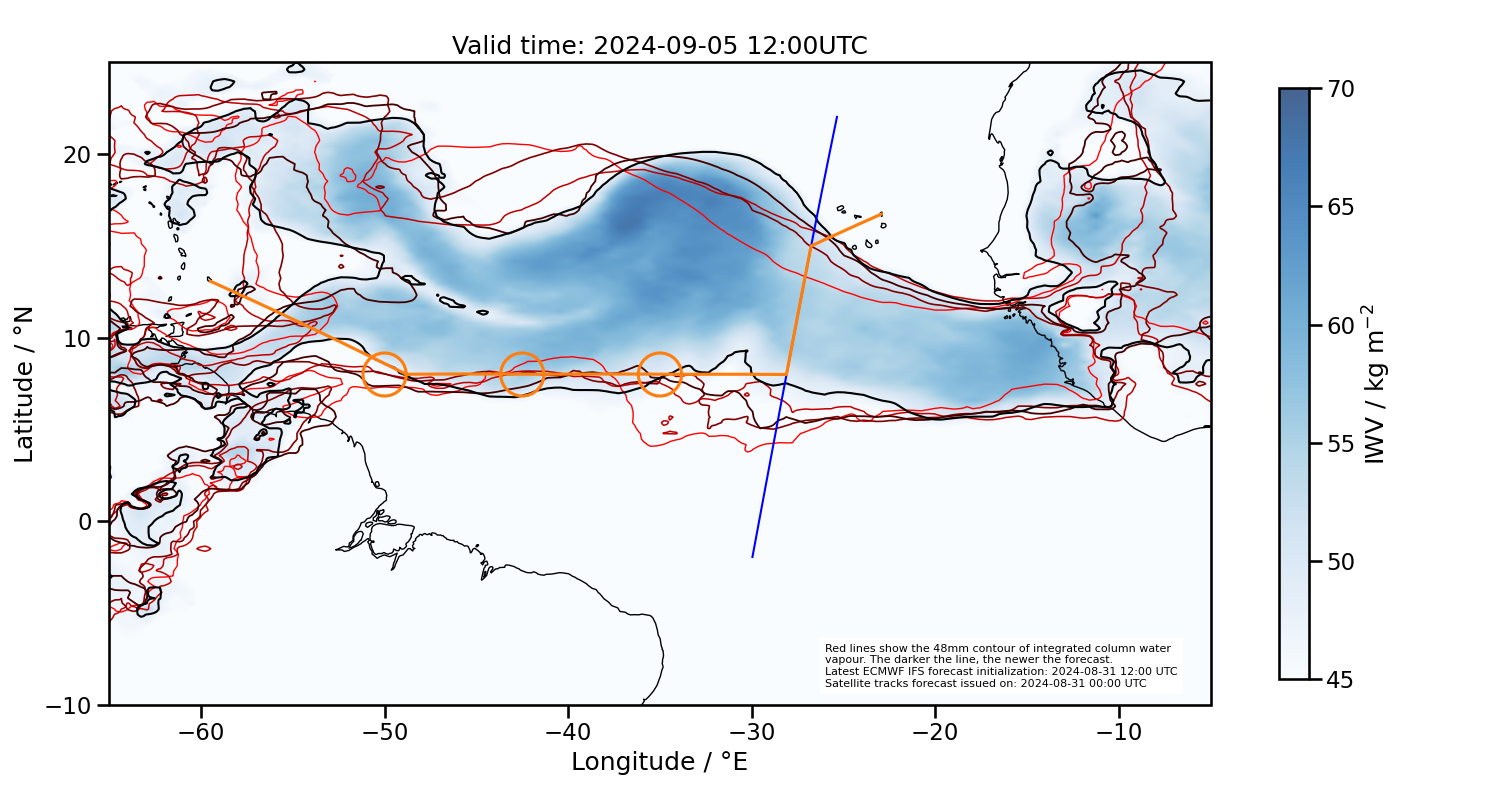 Valid time: 2024-09-05 12:00UTC
20
10
0
−10
Latitude / °N
−60
−50
−40
−30
−20
−10
Longitude / °E
Red lines show the 48mm contour of integrated column water
vapour. The darker the line, the newer the forecast.
Latest ECMWF IFS forecast initialization: 2024-08-31 12:00 UTC
Satellite tracks forecast issued on: 2024-08-31 00:00 UTC
70
65
60
55
50
45
IWV / kg m⁻²